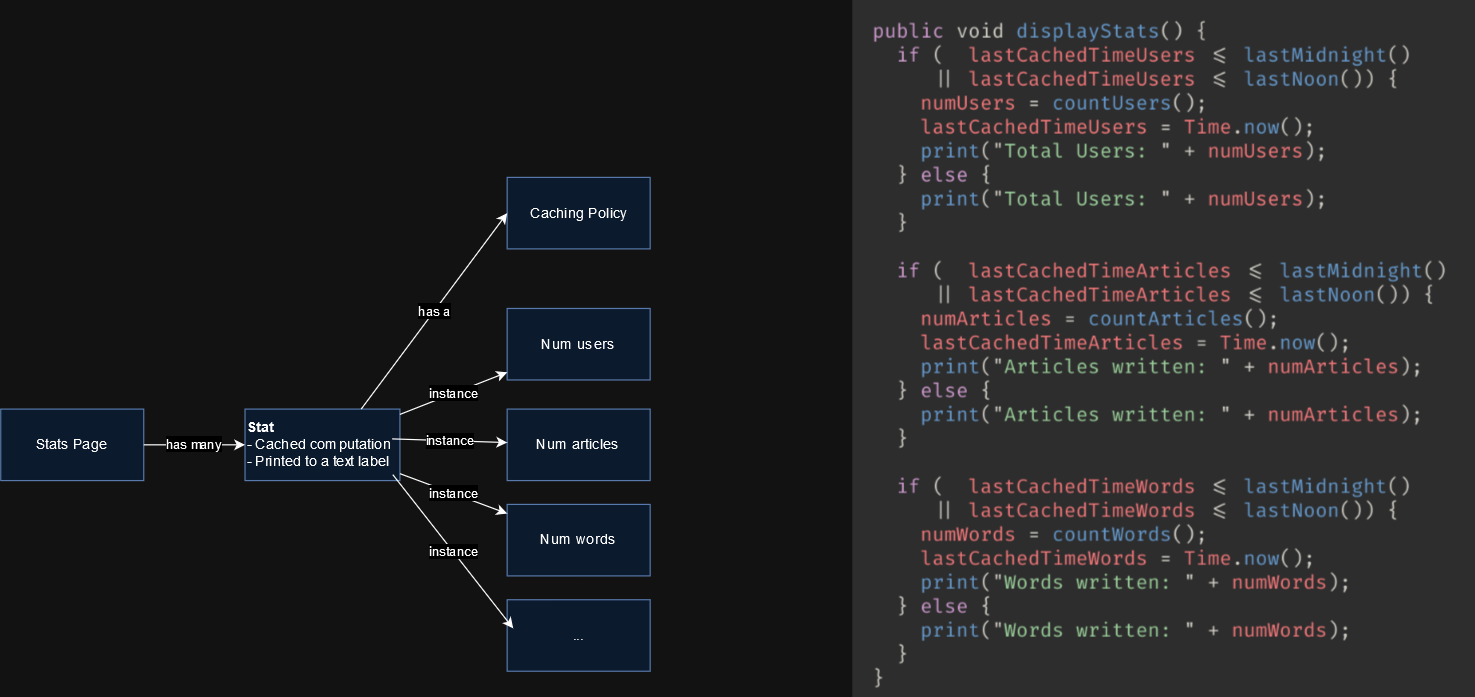 Stats Page
has many
Stat
- Cached computation
- Printed to a text label
has a
instance
instance
instance
instance
Caching Policy
Num users
Num articles
Num words
...
public void displayStats() {
  if (  lastCachedTimeUsers ⩽ lastMidnight()
     || lastCachedTimeUsers ⩽ lastNoon()) {
    numUsers = countUsers();
    lastCachedTimeUsers = Time.now();
    print("Total Users: " + numUsers);
  } else {
    print("Total Users: " + numUsers);
  }
  if (  lastCachedTimeArticles ⩽ lastMidnight()
     || lastCachedTimeArticles ⩽ lastNoon()) {
    numArticles = countArticles();
    lastCachedTimeArticles = Time.now();
    print("Articles written: " + numArticles);
  } else {
    print("Articles written: " + numArticles);
  }
  if (  lastCachedTimeWords ⩽ lastMidnight()
     || lastCachedTimeWords ⩽ lastNoon()) {
    numWords = countWords();
    lastCachedTimeWords = Time.now();
    print("Words written: " + numWords);
  } else {
    print("Words written: " + numWords);
  }
}